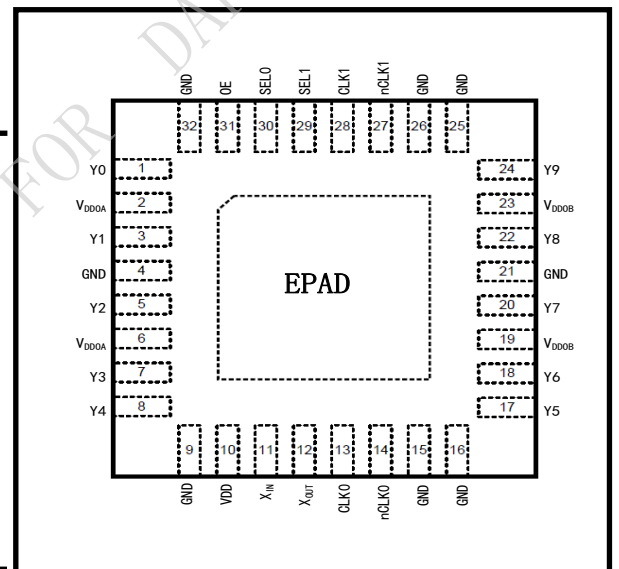 FOR DA
GND OE SEL0 SEL1 CLK1 nCLK1 GND GND
32 31 30 29 28 27 26 25
Y0 1 24 Y9
VDDOA 2 23 VDDOB
Y1 3 22 Y8
GND 4 21 GND
EPAD
Y2 5 20 Y7
VDDOA 6 19 VDDOB
Y3 7 18 Y6
Y4 8 17 Y5
9 10 11 12 13 14 15 16
GND VDD XIN XOUT CLK0 nCLK0 GND GND